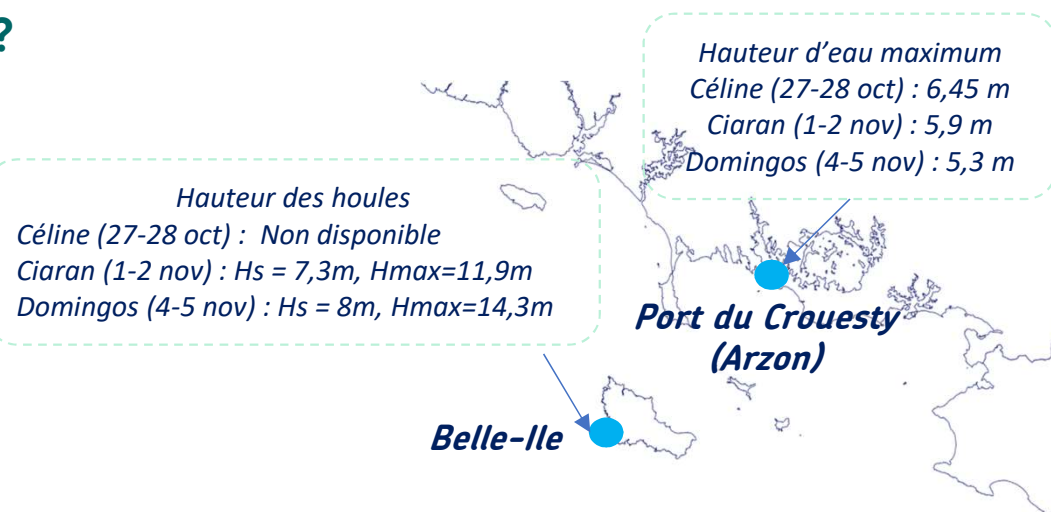 ?
Hauteur d'eau maximum
Céline (27-28 oct) : 6,45 m
Ciaran (1-2 nov) : 5,9 m
Domingos (4-5 nov) : 5,3 m
Hauteur des houles
Céline (27-28 oct) :  Non disponible
Ciaran (1-2 nov) : Hs = 7,3m, Hmax=11,9m
Domingos (4-5 nov) : Hs = 8m, Hmax=14,3m
Port du Crouesty
(Arzon)
Belle-Ile